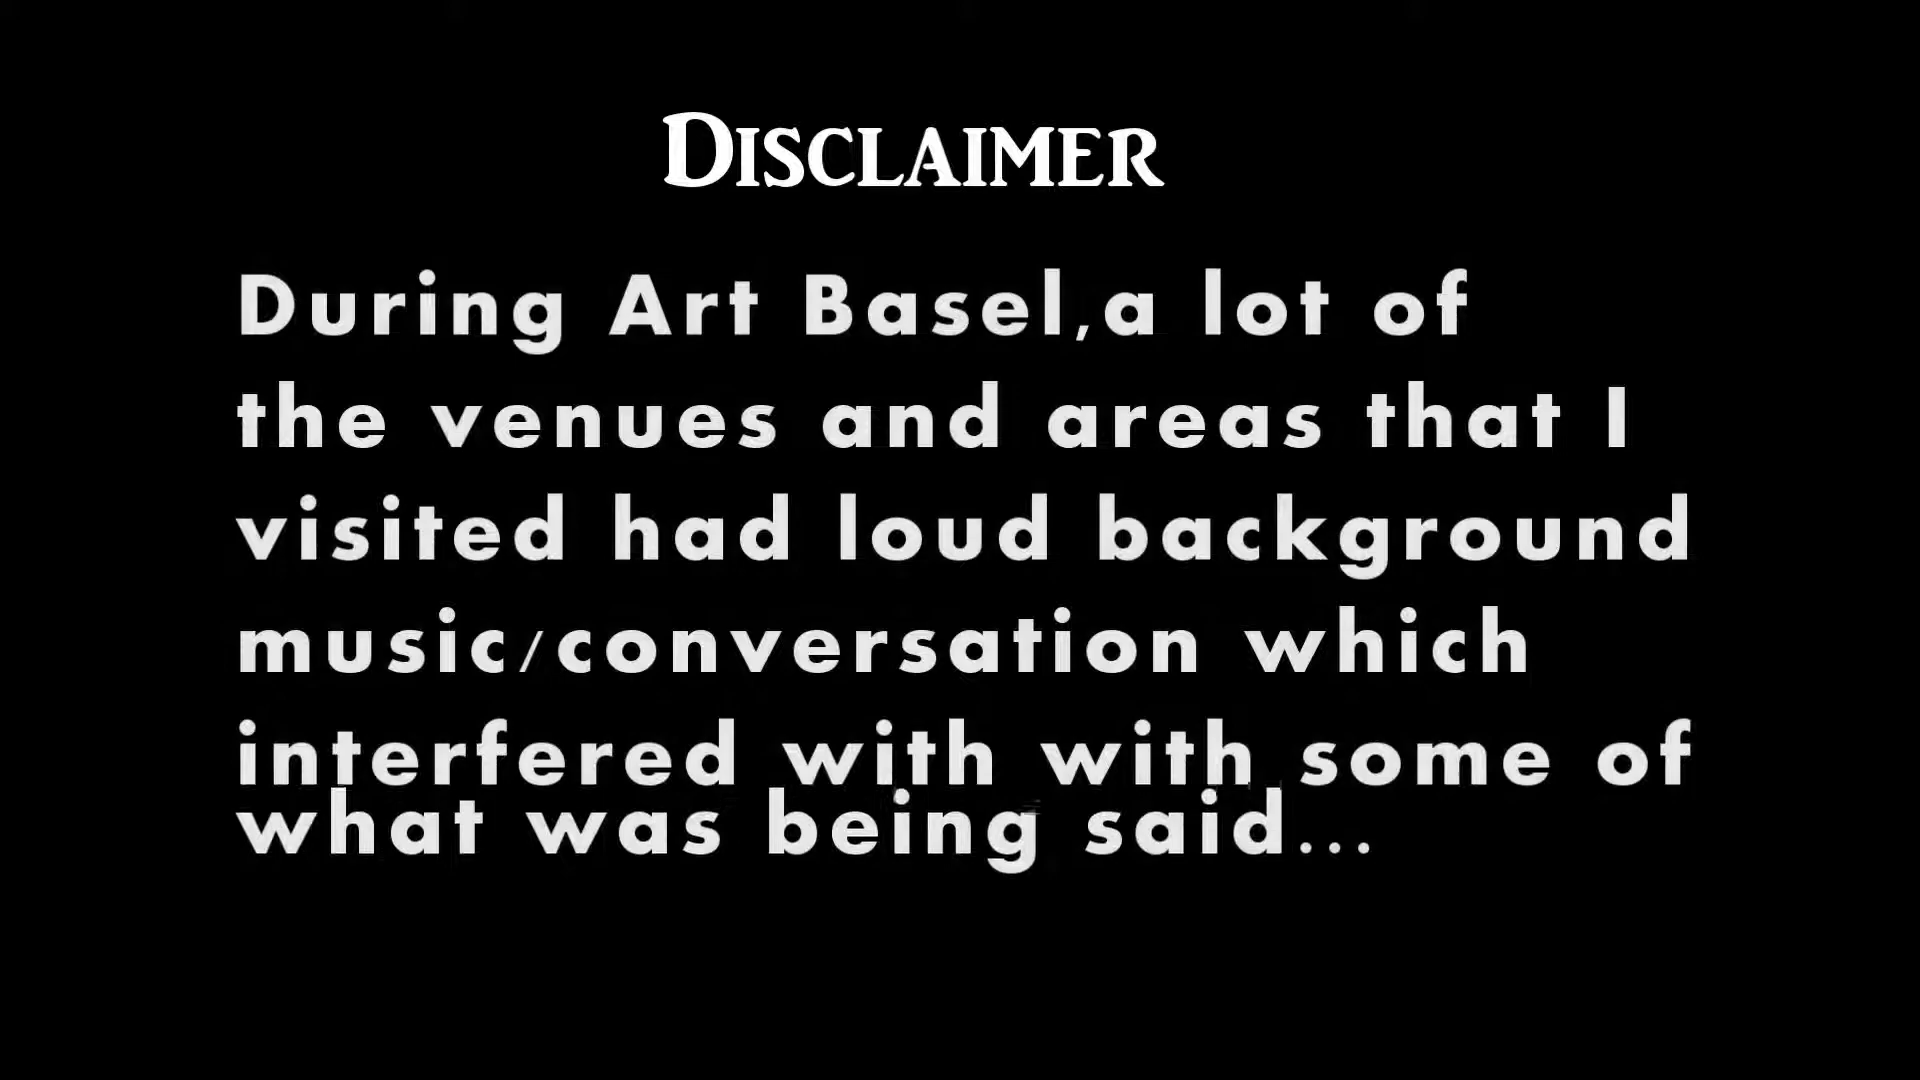 Disclaimer
During Art Basel,a lot of
the venues and areas that I
visited had loud background
music/conversation which
interfered with with some of
what was being said...